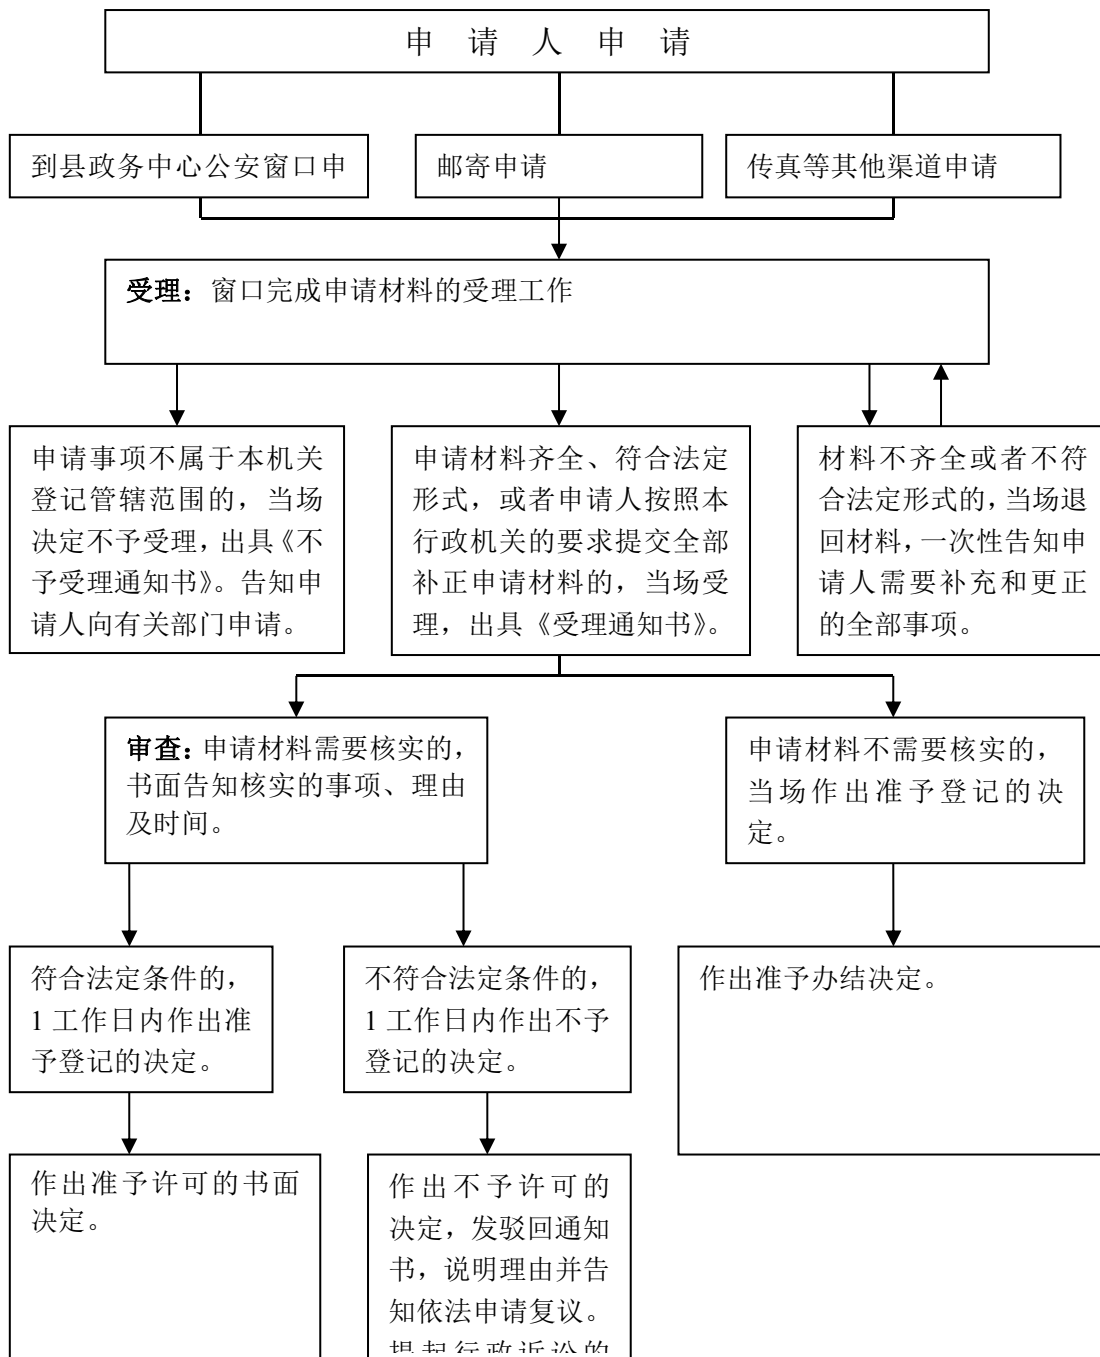 申 请 人 申 请
到县政务中心公安窗口申
邮寄申请
传真等其他渠道申请
受理：窗口完成申请材料的受理工作
申请事项不属于本机关
登记管辖范围的，当场
决定不予受理，出具《不
予受理通知书》。告知申
请人向有关部门申请。
申请材料齐全、符合法定
形式，或者申请人按照本
行政机关的要求提交全部
补正申请材料的，当场受
理，出具《受理通知书》。
材料不齐全或者不符
合法定形式的，当场退
回材料，一次性告知申
请人需要补充和更正
的全部事项。
审查：申请材料需要核实的，
书面告知核实的事项、理由
及时间。
申请材料不需要核实的，
当场作出准予登记的决
定。
符合法定条件的，
1 工作日内作出准
予登记的决定。
不符合法定条件的，
1 工作日内作出不予
登记的决定。
作出准予办结决定。
作出准予许可的书面
决定。
作出不予许可的
决定，发驳回通知
书，说明理由并告
知依法申请复议。
提起行政诉讼的